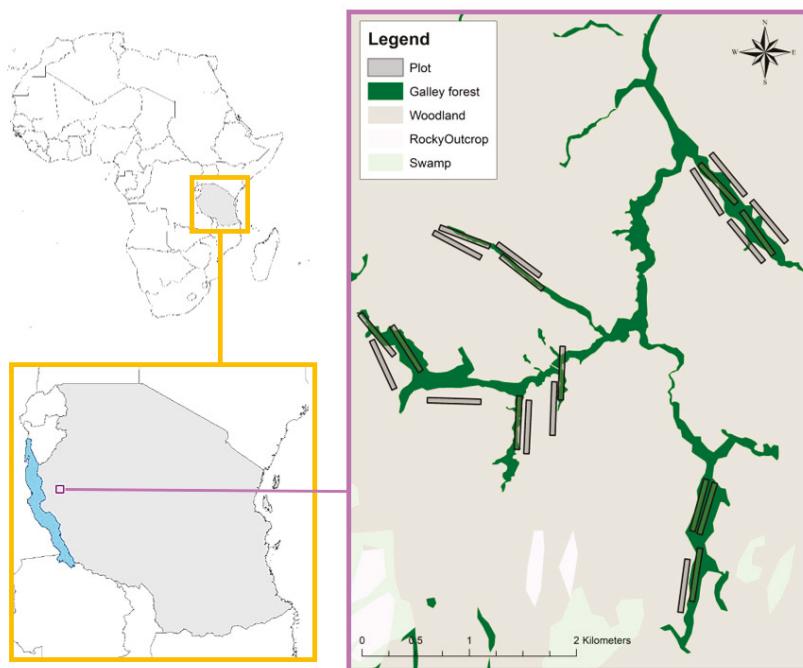 Legend
Plot
Galley forest
Woodland
RockyOutcrop
Swamp
N
W
E
S
0
0.5
1
2 Kilometers